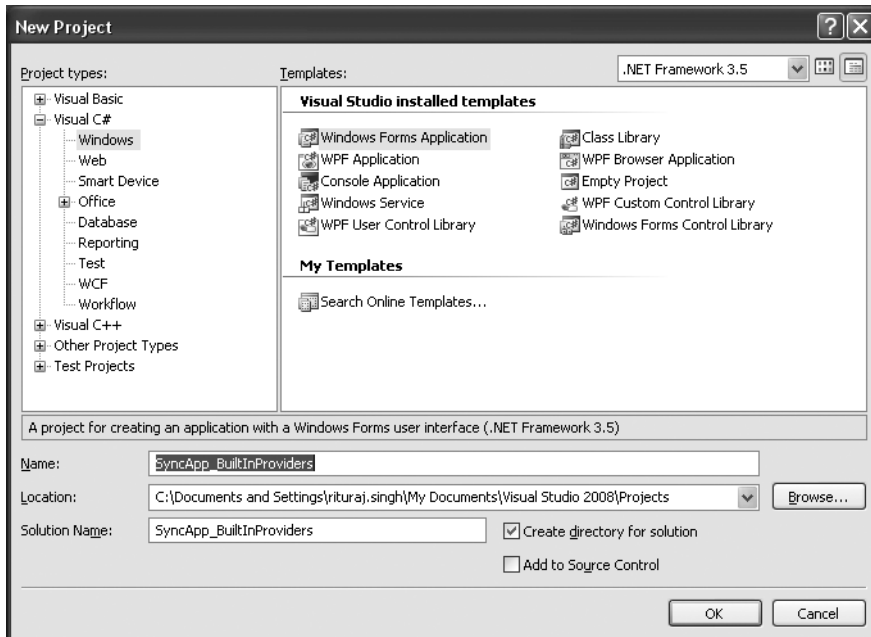 New Project
Project types:
Templates:
.NET Framework 3.5
Visual Basic
Visual C#
Windows
Web
Smart Device
Office
Database
Reporting
Test
WCF
Workflow
Visual C++
Other Project Types
Test Projects
Visual Studio installed templates
Windows Forms Application
WPF Application
Console Application
Windows Service
WPF User Control Library
Class Library
WPF Browser Application
Empty Project
WPF Custom Control Library
Windows Forms Control Library
My Templates
Search Online Templates...
A project for creating an application with a Windows Forms user interface (.NET Framework 3.5)
Name:
SyncApp_BuiltInProviders
Location:
C:\Documents and Settings\rituraj.singh\My Documents\Visual Studio 2008\Projects
Browse...
Solution Name:
SyncApp_BuiltInProviders
Create directory for solution
Add to Source Control
OK
Cancel